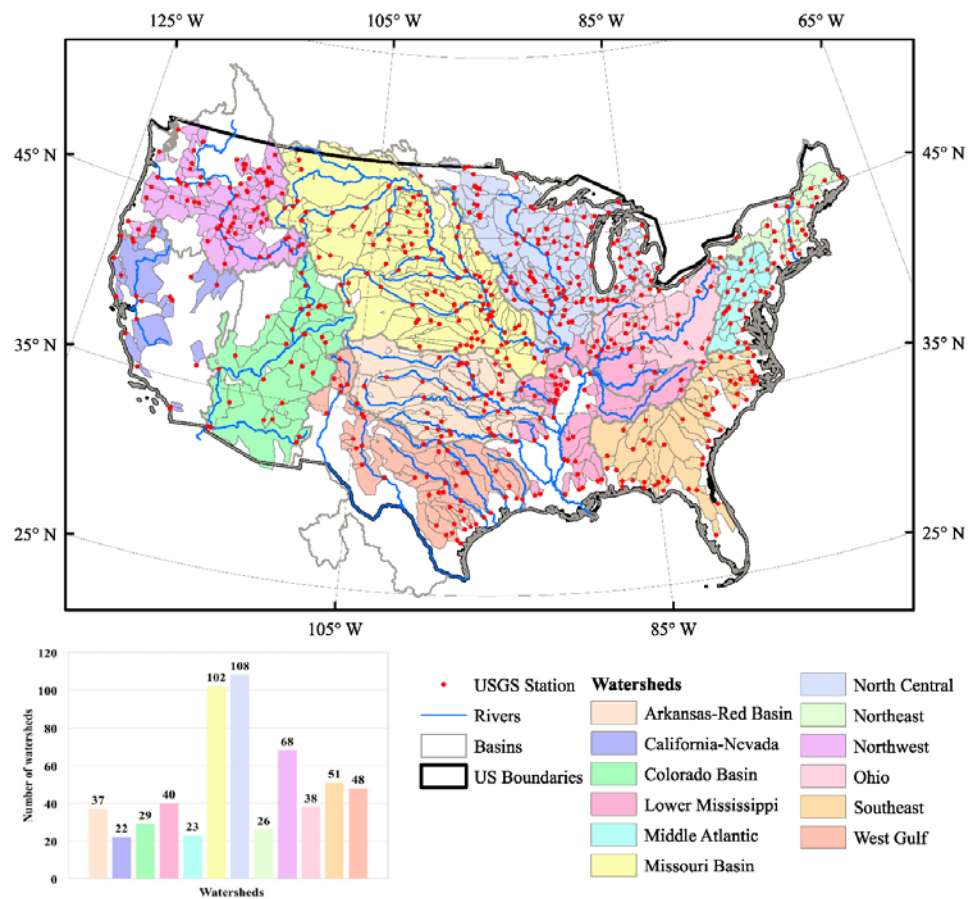 125° W 105° W 85° W 65° W
45° N 45° N
35° N 35° N
25° N 25° N
105° W 85° W
Number of watersheds
120
100
80
60
40
20
0
37 22 29 40 23 102 108 26 68 38 51 48
Watersheds
USGS Station
Rivers
Basins
US Boundaries
Watersheds
Arkansas-Red Basin
California-Nevada
Colorado Basin
Lower Mississippi
Middle Atlantic
Missouri Basin
North Central
Northeast
Northwest
Ohio
Southeast
West Gulf